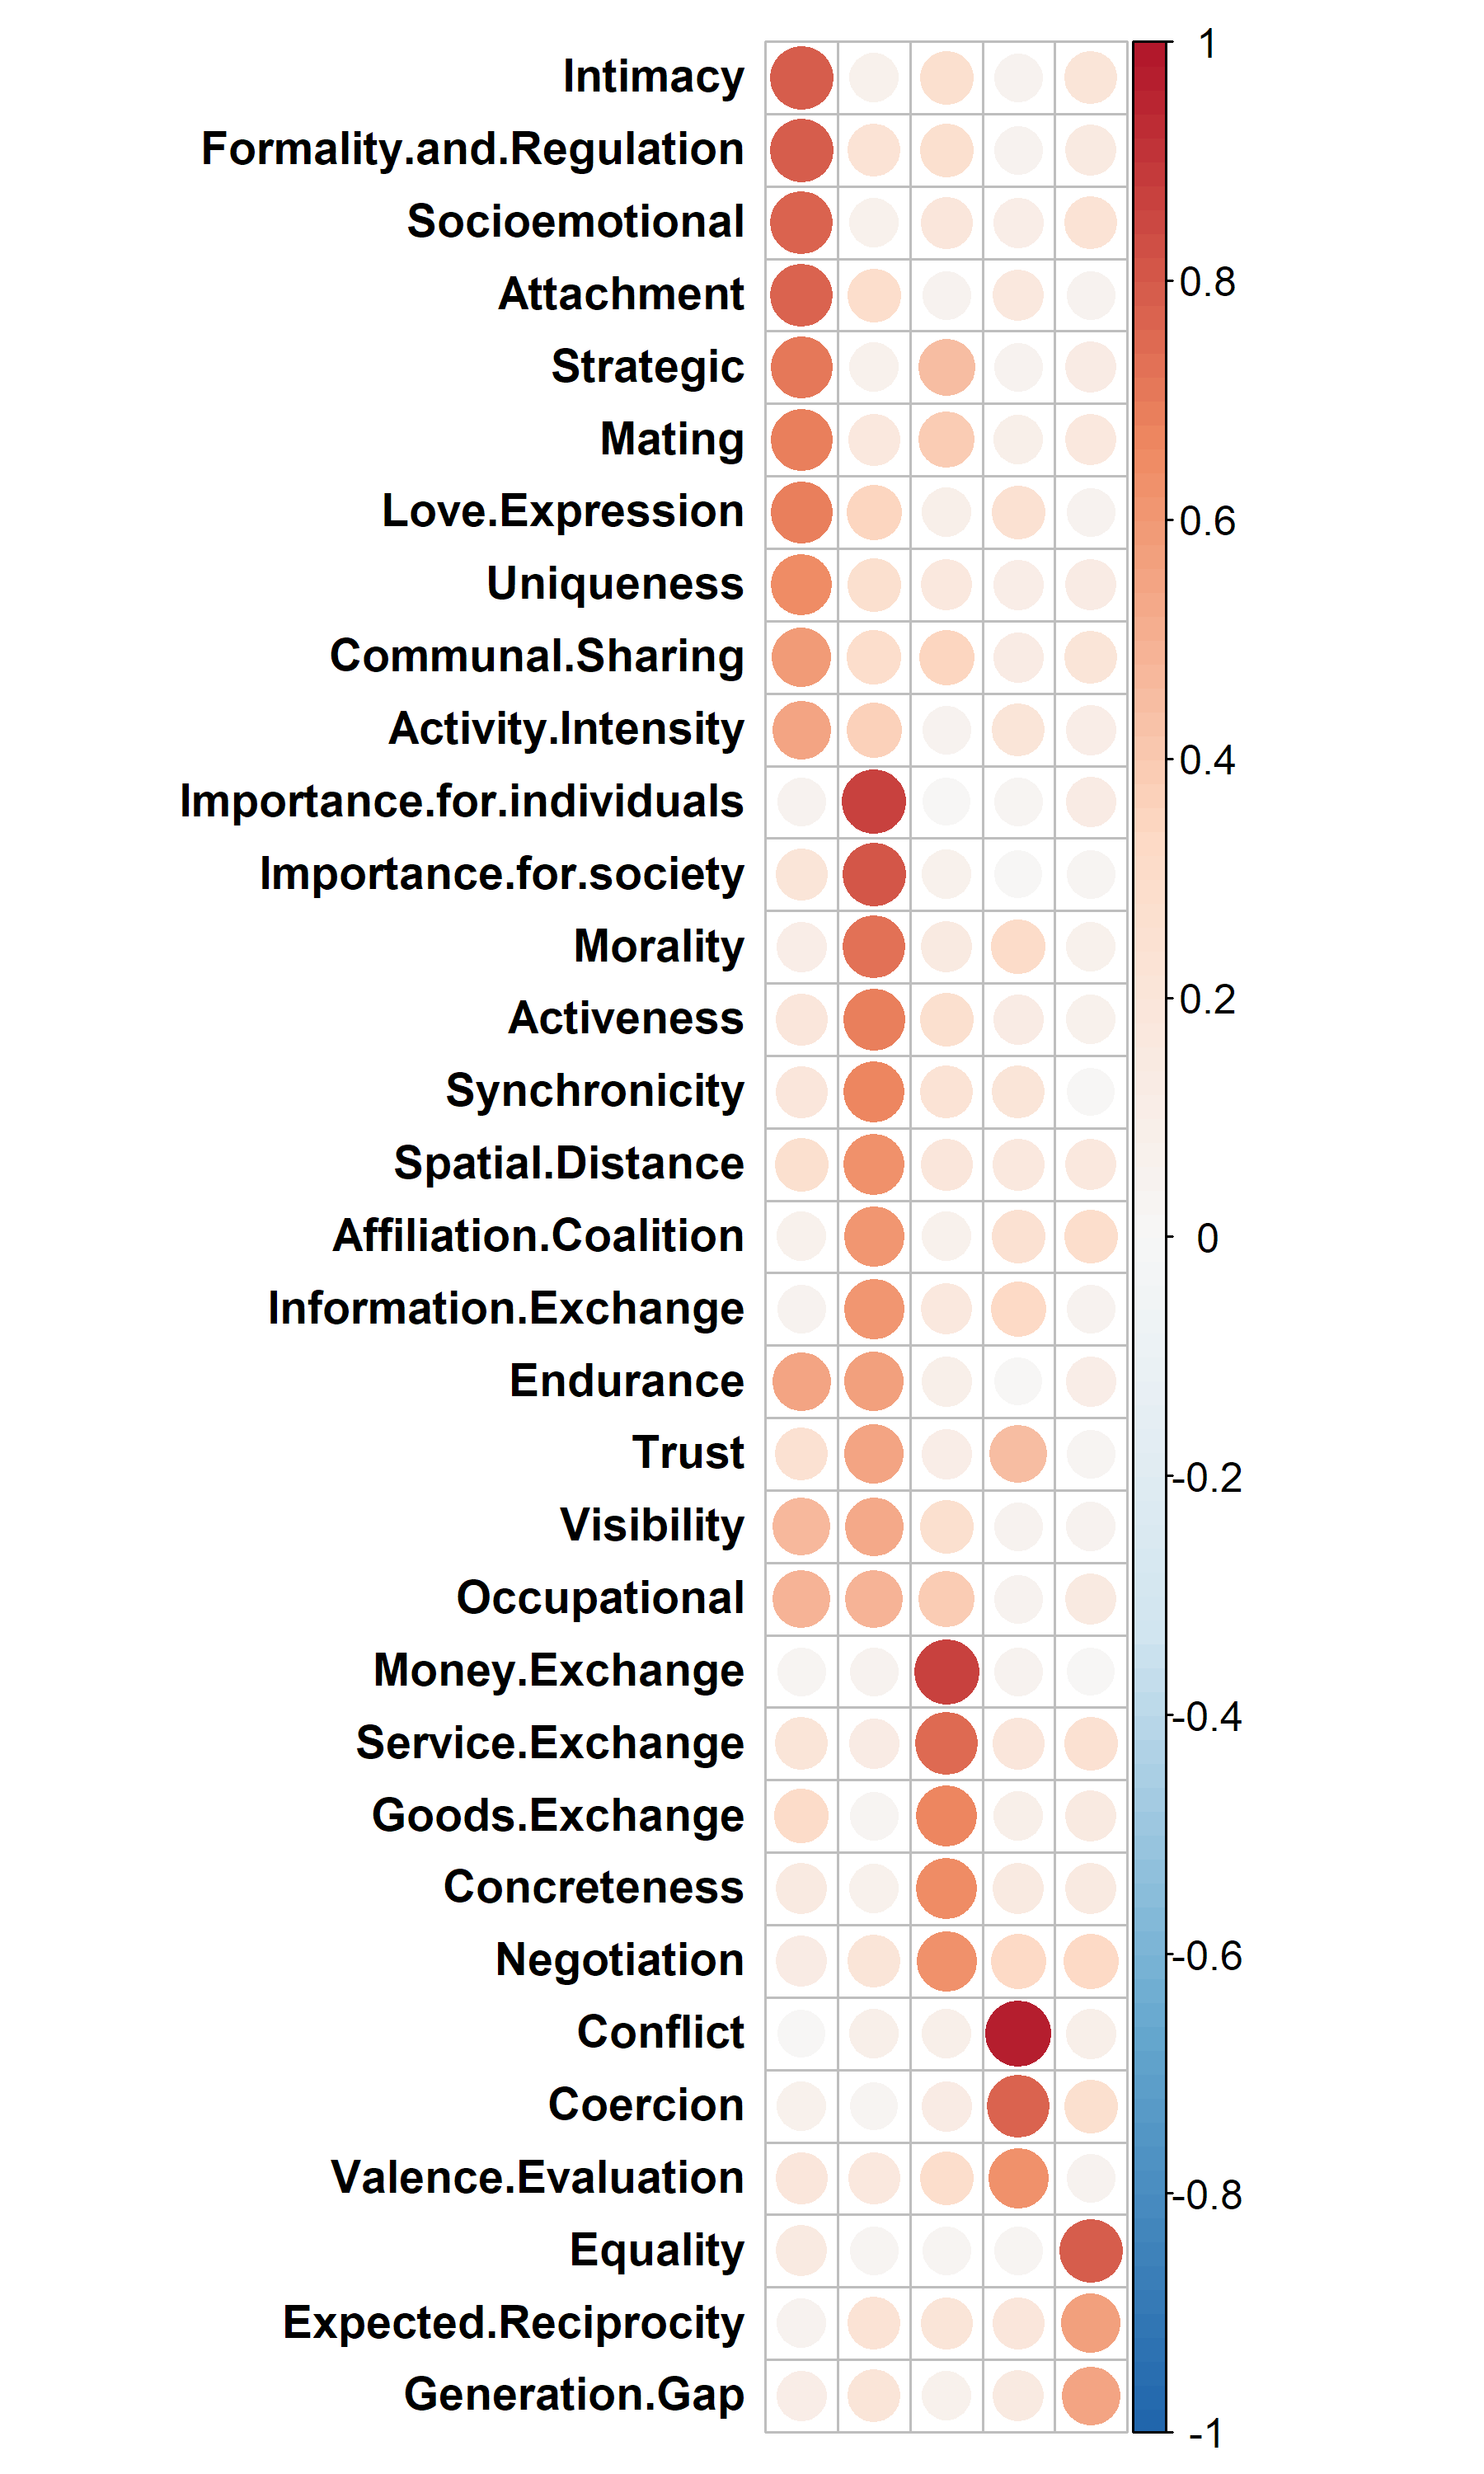 Intimacy
Formality.and.Regulation
Socioemotional
Attachment
Strategic
Mating
Love.Expression
Uniqueness
Communal.Sharing
Activity.Intensity
Importance.for.individuals
Importance.for.society
Morality
Activeness
Synchronicity
Spatial.Distance
Affiliation.Coalition
Information.Exchange
Endurance
Trust
Visibility
Occupational
Money.Exchange
Service.Exchange
Goods.Exchange
Concreteness
Negotiation
Conflict
Coercion
Valence.Evaluation
Equality
Expected.Reciprocity
Generation.Gap
1
0.8
0.6
0.4
0.2
0
-0.2
-0.4
-0.6
-0.8
-1